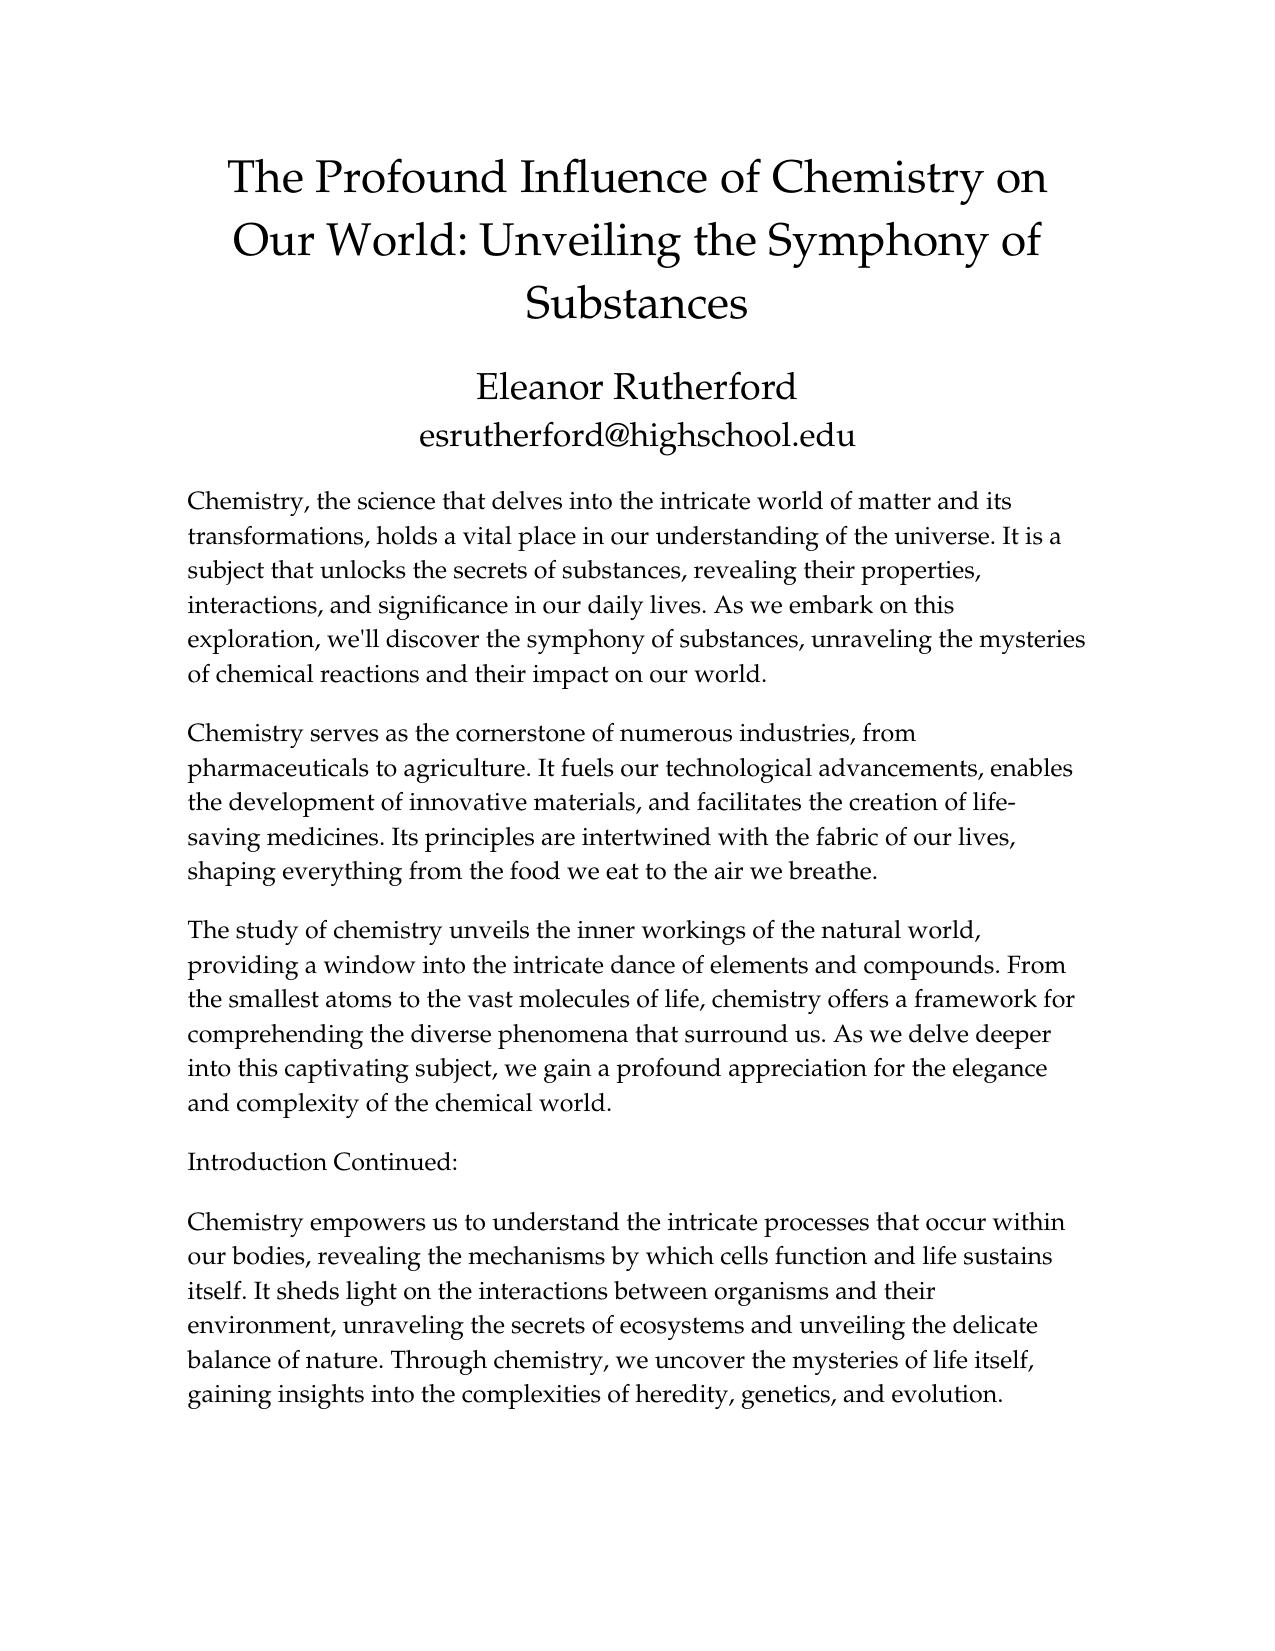 The Profound Influence of Chemistry on
Our World: Unveiling the Symphony of
Substances
Eleanor Rutherford
esrutherford@highschool.edu
Chemistry, the science that delves into the intricate world of matter and its
transformations, holds a vital place in our understanding of the universe. It is a
subject that unlocks the secrets of substances, revealing their properties,
interactions, and significance in our daily lives. As we embark on this
exploration, we'll discover the symphony of substances, unraveling the mysteries
of chemical reactions and their impact on our world.
Chemistry serves as the cornerstone of numerous industries, from
pharmaceuticals to agriculture. It fuels our technological advancements, enables
the development of innovative materials, and facilitates the creation of life-
saving medicines. Its principles are intertwined with the fabric of our lives,
shaping everything from the food we eat to the air we breathe.
The study of chemistry unveils the inner workings of the natural world,
providing a window into the intricate dance of elements and compounds. From
the smallest atoms to the vast molecules of life, chemistry offers a framework for
comprehending the diverse phenomena that surround us. As we delve deeper
into this captivating subject, we gain a profound appreciation for the elegance
and complexity of the chemical world.
Introduction Continued:
Chemistry empowers us to understand the intricate processes that occur within
our bodies, revealing the mechanisms by which cells function and life sustains
itself. It sheds light on the interactions between organisms and their
environment, unraveling the secrets of ecosystems and unveiling the delicate
balance of nature. Through chemistry, we uncover the mysteries of life itself,
gaining insights into the complexities of heredity, genetics, and evolution.